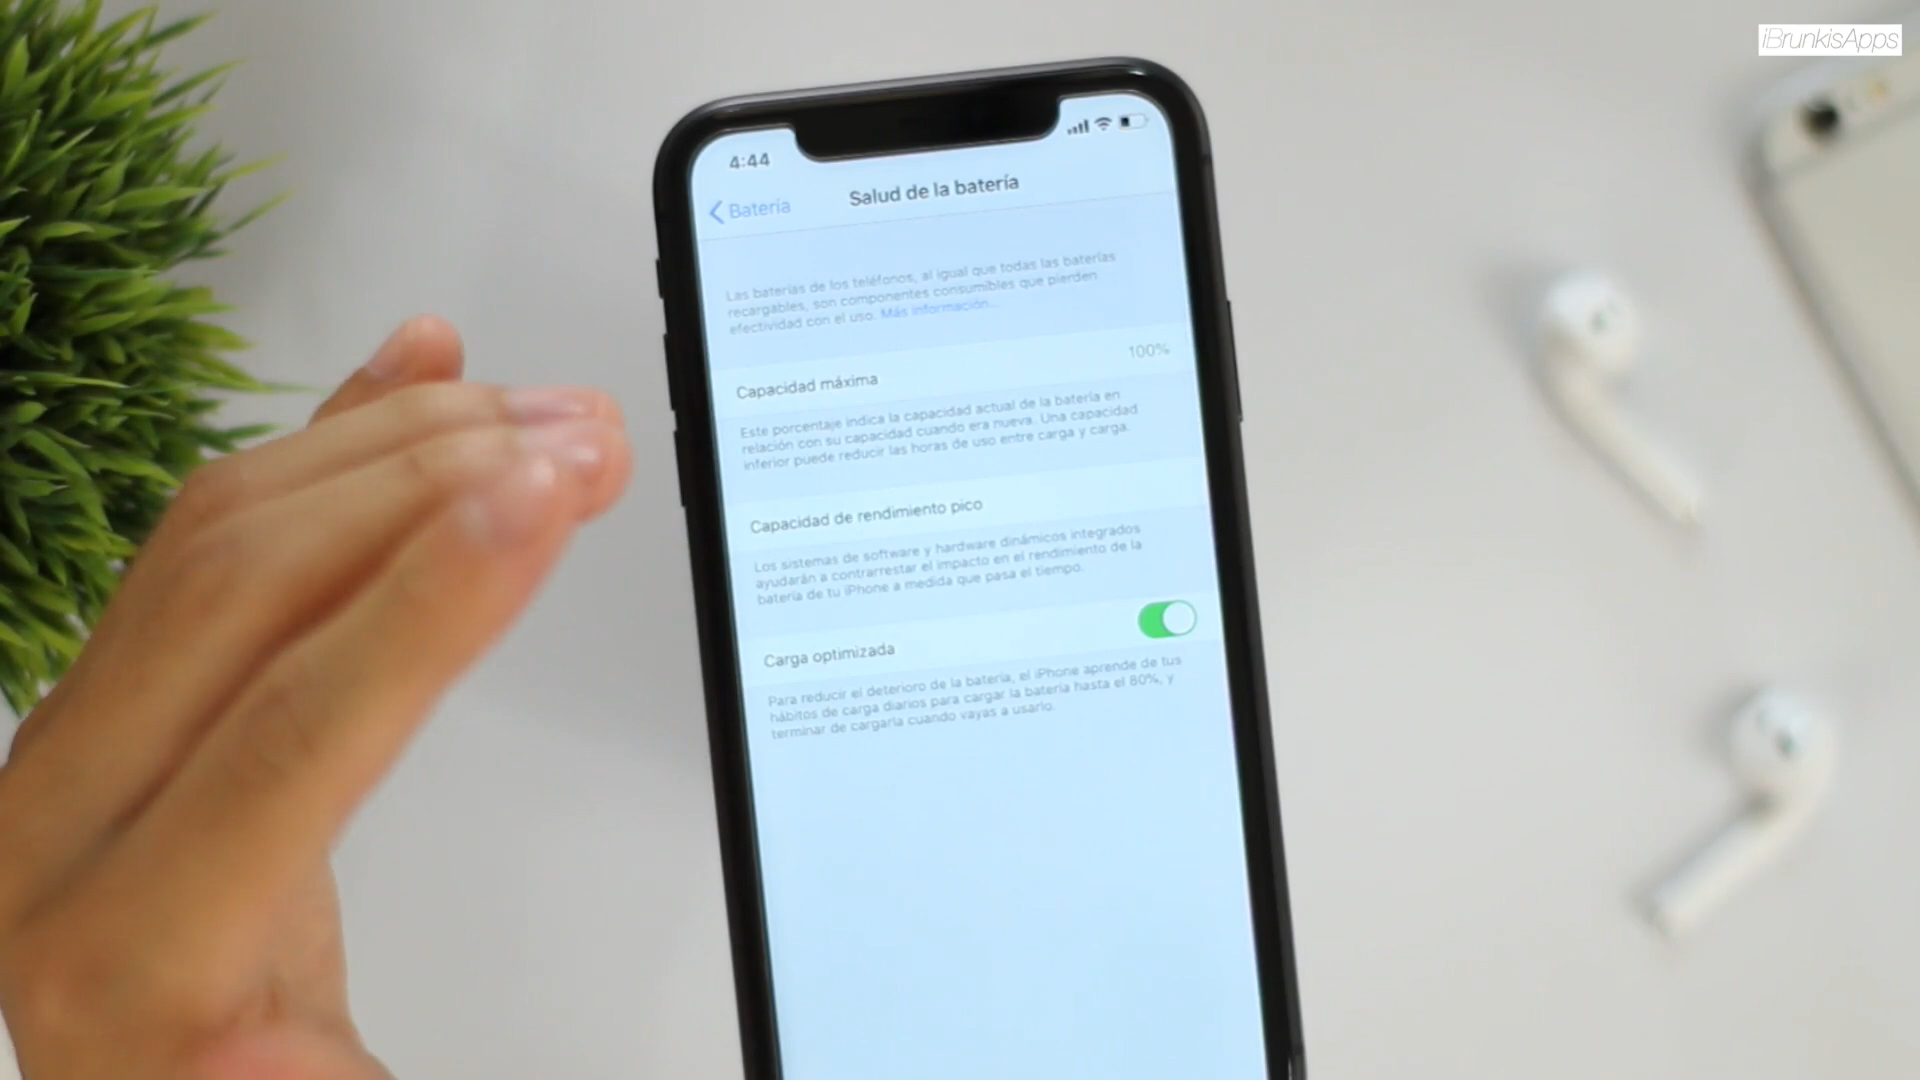 iBrunkisApps
4:44
Batería
Salud de la batería
Las baterías de los teléfonos, al igual que todas las baterías
recargables, son componentes consumibles que pierden
efectividad con el uso. Más información...
Capacidad máxima 100%
Este porcentaje indica la capacidad actual de la batería en
relación con su capacidad cuando era nueva. Una capacidad
inferior puede reducir las horas de uso entre carga y carga.
Capacidad de rendimiento pico
Los sistemas de software y hardware dinámicos integrados
ayudarán a contrarrestar el impacto en el rendimiento de la
batería de tu iPhone a medida que pasa el tiempo.
Carga optimizada
Para reducir el deterioro de la batería, el iPhone aprende de tus
hábitos de carga diarios para cargar la batería hasta el 80%, y
terminar de cargarla cuando vayas a usarlo.